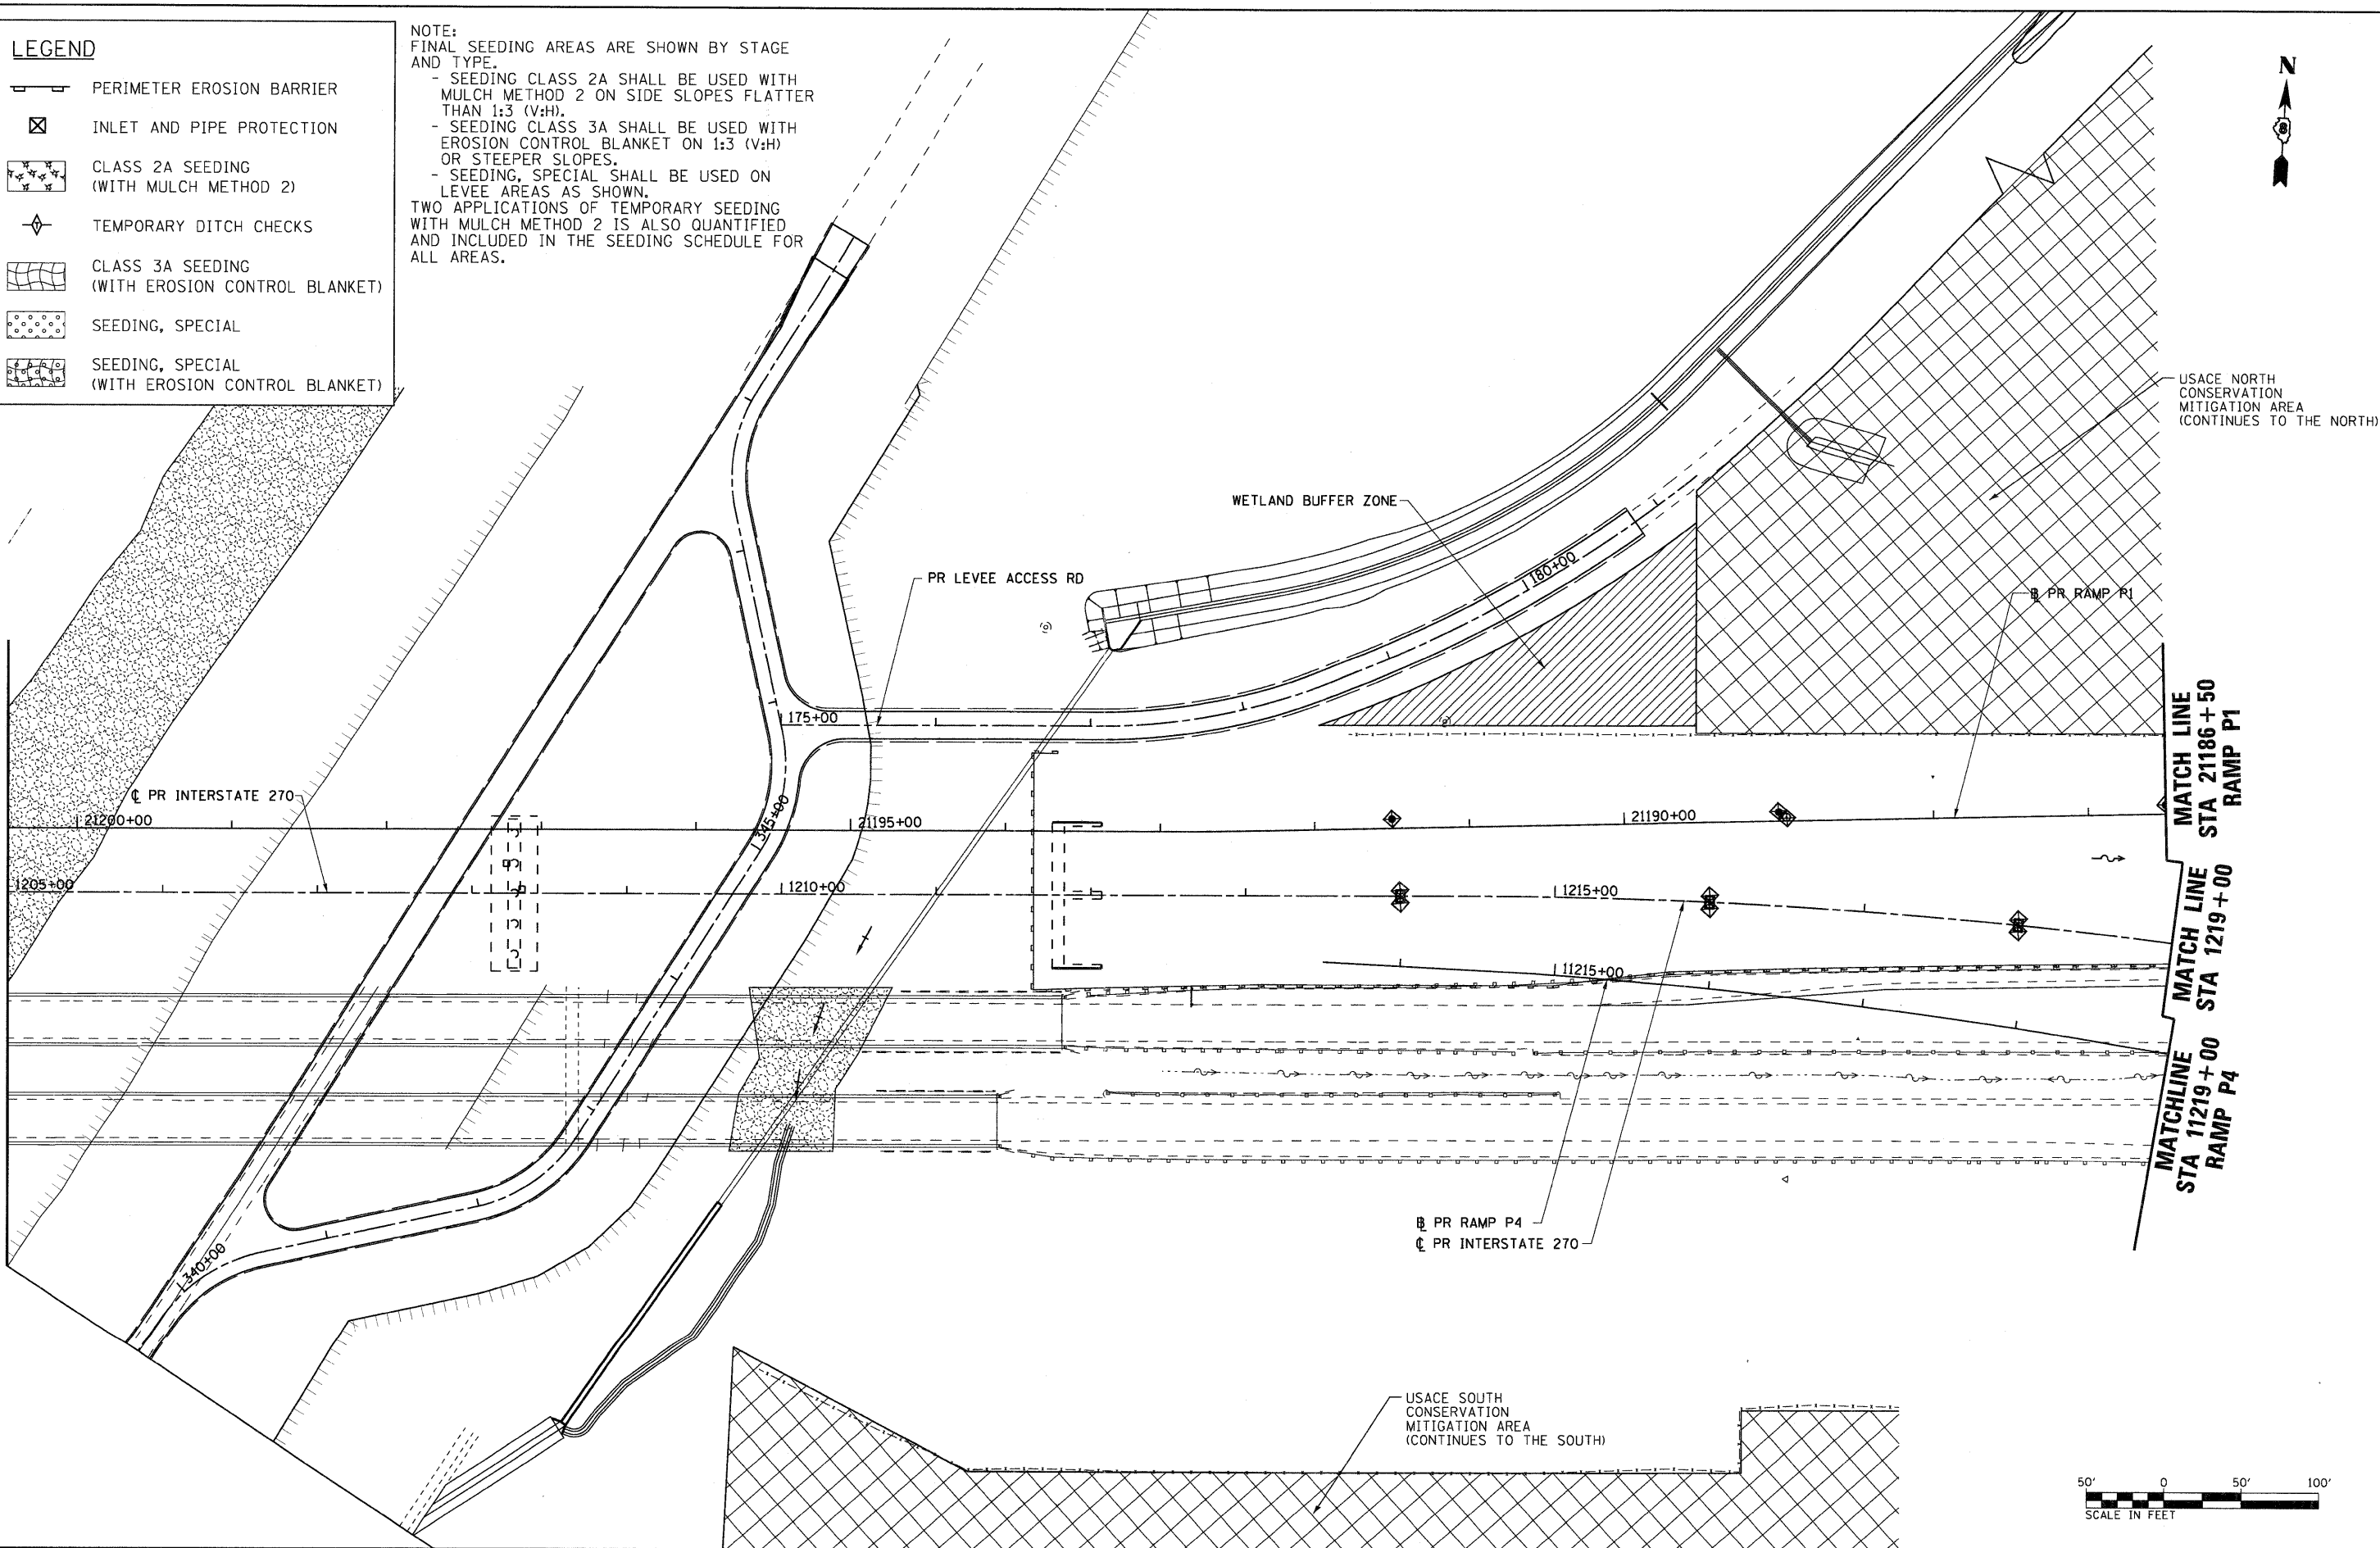 LEGEND
PERIMETER EROSION BARRIER
INLET AND PIPE PROTECTION
CLASS 2A SEEDING
(WITH MULCH METHOD 2)
TEMPORARY DITCH CHECKS
CLASS 3A SEEDING
(WITH EROSION CONTROL BLANKET)
SEEDING, SPECIAL
SEEDING, SPECIAL
(WITH EROSION CONTROL BLANKET)
NOTE:
FINAL SEEDING AREAS ARE SHOWN BY STAGE
AND TYPE.
- SEEDING CLASS 2A SHALL BE USED WITH
MULCH METHOD 2 ON SIDE SLOPES FLATTER
THAN 1:3 (V:H).
- SEEDING CLASS 3A SHALL BE USED WITH
EROSION CONTROL BLANKET ON 1:3 (V:H)
OR STEEPER SLOPES.
- SEEDING, SPECIAL SHALL BE USED ON
LEVEE AREAS AS SHOWN.
TWO APPLICATIONS OF TEMPORARY SEEDING
WITH MULCH METHOD 2 IS ALSO QUANTIFIED
AND INCLUDED IN THE SEEDING SCHEDULE FOR
ALL AREAS.
N
USACE NORTH
CONSERVATION
MITIGATION AREA
(CONTINUES TO THE NORTH)
WETLAND BUFFER ZONE
PR LEVEE ACCESS RD
180+00
℄ PR RAMP P1
175+00
MATCH LINE
STA 21186+50
RAMP P1
℄ PR INTERSTATE 270
21200+00
345+00
21195+00
21190+00
1205+00
1210+00
1215+00
MATCH LINE
STA 1219+00
11215+00
MATCHLINE
STA 11219+00
RAMP P4
℄ PR RAMP P4
℄ PR INTERSTATE 270
340+00
USACE SOUTH
CONSERVATION
MITIGATION AREA
(CONTINUES TO THE SOUTH)
50' 0 50' 100'
SCALE IN FEET